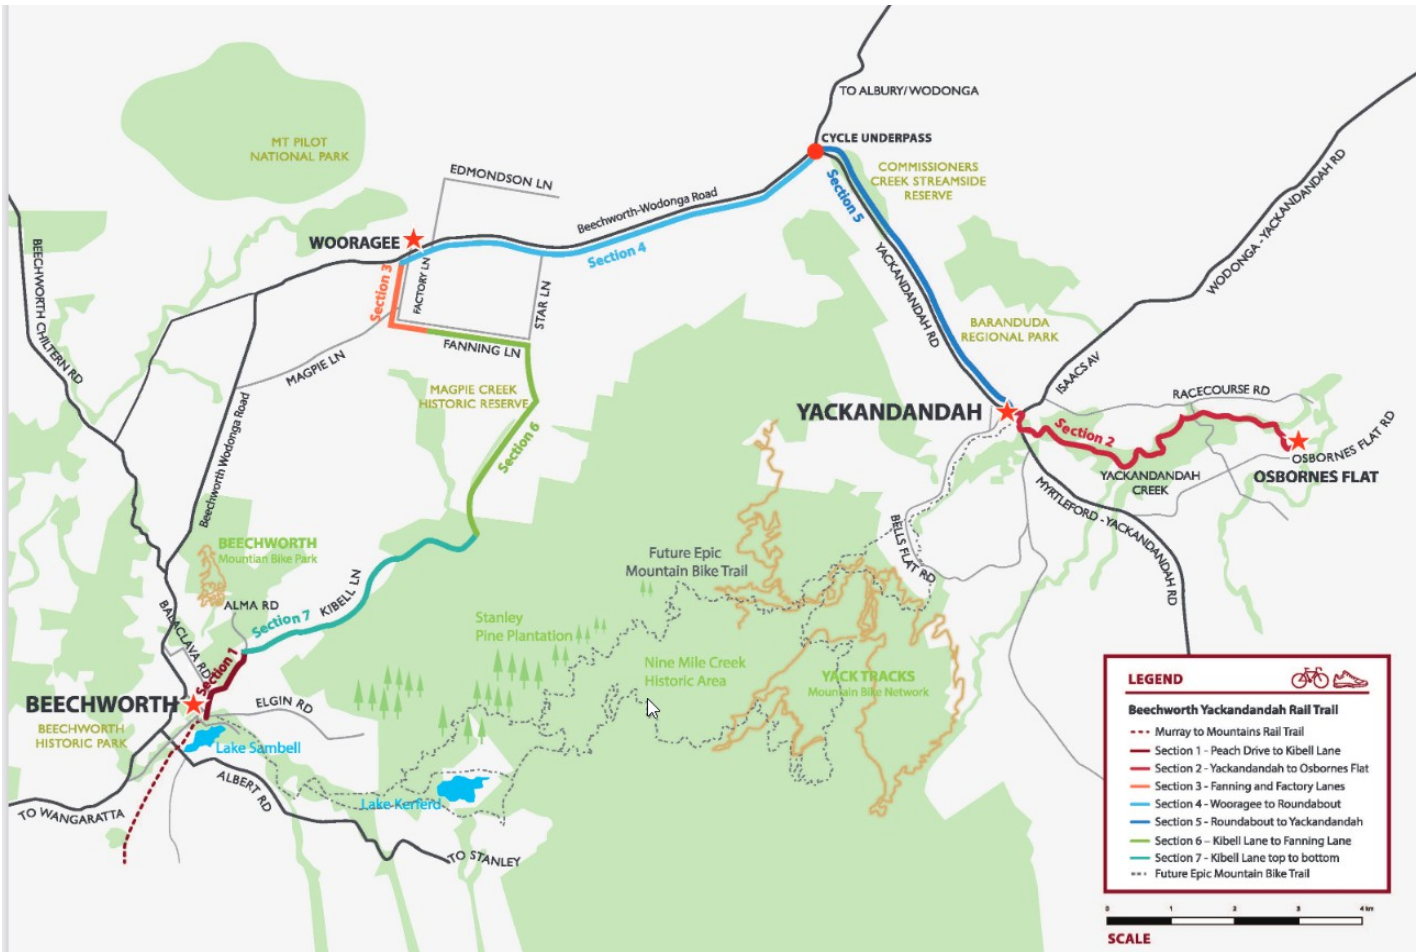 TO ALBURY/WODONGA
CYCLE UNDERPASS
MT PILOT
NATIONAL PARK
EDMONDSON LN
COMMISSIONERS
CREEK STREAMSIDE
RESERVE
Section 5
Beechworth-Wodonga Road
WOORAGEE
Section 4
WODONGA - YACKANDANDAH RD
BEECHWORTH CHILTERN RD
Section 3
FACTORY LN
STAR LN
YACKANDANDAH RD
BARANDUDA
REGIONAL PARK
FANNING LN
MAGPIE LN
ISAACS AV
MAGPIE CREEK
HISTORIC RESERVE
RACECOURSE RD
YACKANDANDAH
Section 2
Beechworth Wodonga Road
Section 6
OSBORNES FLAT RD
OSBORNES FLAT
YACKANDANDAH
CREEK
MYRTLEFORD - YACKANDANDAH RD
BELLS FLAT RD
BEECHWORTH
Mountian Bike Park
Future Epic
Mountain Bike Trail
KIBELL LN
ALMA RD
BALACLAVA RD
Section 7
Stanley
Pine Plantation
Section 1
Nine Mile Creek
Historic Area
YACK TRACKS
Mountain Bike Network
BEECHWORTH
ELGIN RD
BEECHWORTH
HISTORIC PARK
Lake Sambell
ALBERT RD
Lake Kerferd
TO WANGARATTA
TO STANLEY
LEGEND
Beechworth Yackandandah Rail Trail
Murray to Mountains Rail Trail
Section 1 - Peach Drive to Kibell Lane
Section 2 - Yackandandah to Osbornes Flat
Section 3 - Fanning and Factory Lanes
Section 4 - Wooragee to Roundabout
Section 5 - Roundabout to Yackandandah
Section 6 – Kibell Lane to Fanning Lane
Section 7 - Kibell Lane top to bottom
Future Epic Mountain Bike Trail
0 1 2 3 4 km
SCALE